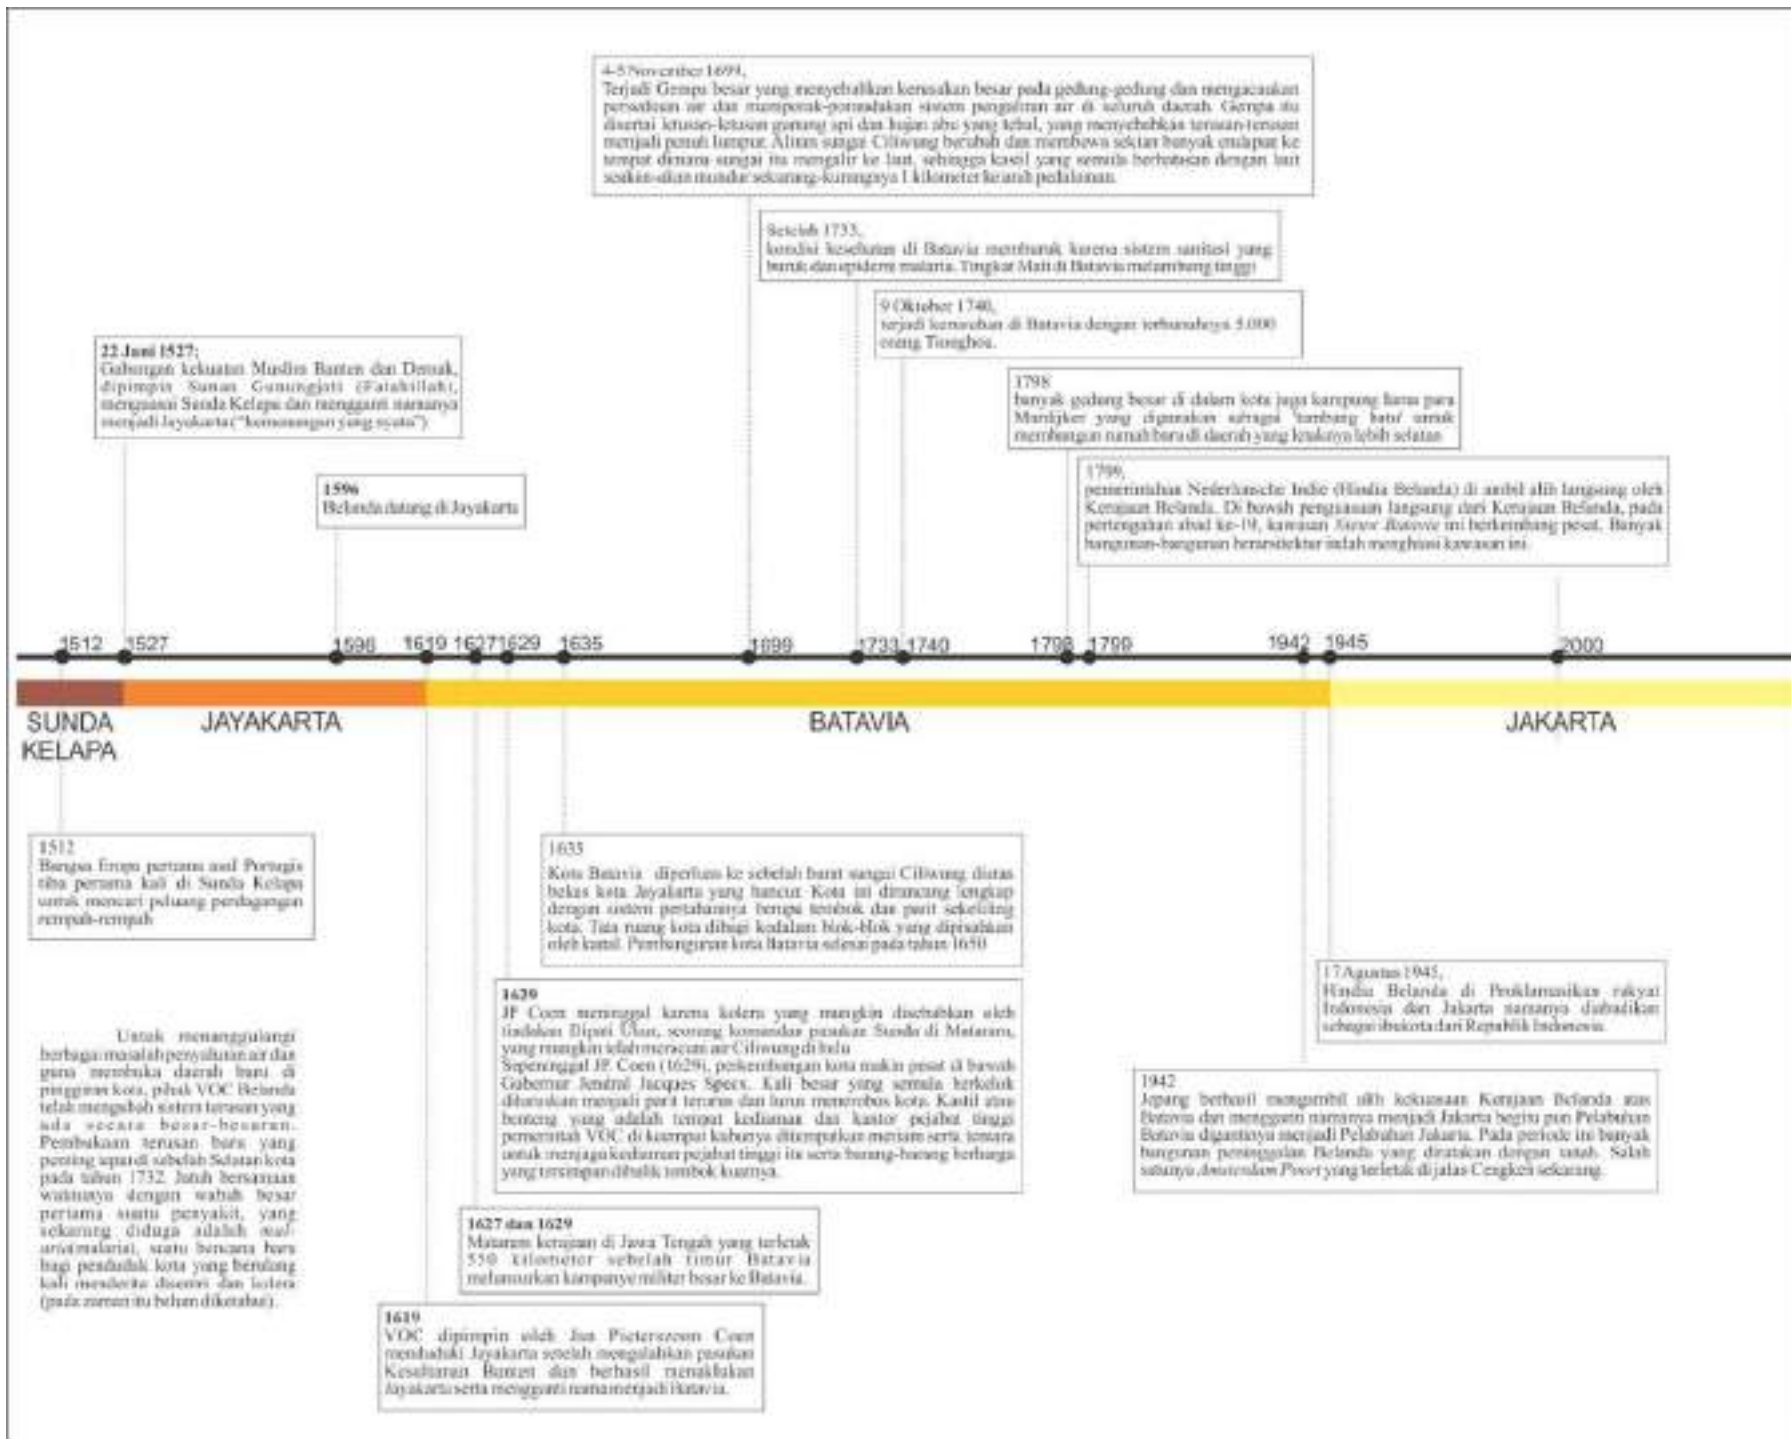 4-5 November 1699,
Terjadi Gempa besar yang menyebabkan kerusakan besar pada gedung-gedung dan mengacaukan
persediaan air dan memporak-porandakan sistem pengaliran air di seluruh daerah. Gempa itu
disertai letusan-letusan gunung api dan hujan abu yang tebal, yang menyebabkan terusan-terusan
menjadi penuh lumpur. Aliran sungai Ciliwung berubah dan membawa sekian banyak endapan ke
tempat dimana sungai itu mengalir ke laut, sehingga kastil yang semula berbatasan dengan laut
seakan-akan mundur sekurang-kurangnya 1 kilometer ke arah pedalaman.
Setelah 1733,
kondisi kesehatan di Batavia memburuk karena sistem sanitasi yang
buruk dan epidemi malaria. Tingkat Mati di Batavia melambung tinggi
9 Oktober 1740,
terjadi kerusuhan di Batavia dengan terbunuhnya 5.000
orang Tionghoa.
22 Juni 1527;
Gabungan kekuatan Muslim Banten dan Demak,
dipimpin Sunan Gunungjati (Fatahillah),
menguasai Sunda Kelapa dan mengganti namanya
menjadi Jayakarta ("kemenangan yang nyata")
1798
banyak gedung besar di dalam kota juga kampung lama para
Mardijker yang digunakan sebagai 'tambang batu' untuk
membangun rumah baru di daerah yang letaknya lebih selatan
1596
Belanda datang di Jayakarta
1799,
pemerintahan Nederlansche Indie (Hindia Belanda) di ambil alih langsung oleh
Kerajaan Belanda. Di bawah penguasaan langsung dari Kerajaan Belanda, pada
pertengahan abad ke-19, kawasan Batavia ini berkembang pesat. Banyak
bangunan-bangunan berarsitektur indah menghiasi kawasan ini.
1512 1527 1596 1619 1627 1629 1635 1699 1733 1740 1798 1799 1942 1945 2000
SUNDA KELAPA
JAYAKARTA
BATAVIA
JAKARTA
1512
Bangsa Eropa pertama asal Portugis
tiba pertama kali di Sunda Kelapa
untuk mencari peluang perdagangan
rempah-rempah
1635
Kota Batavia diperluas ke sebelah barat sungai Ciliwung diatas
bekas kota Jayakarta yang hancur. Kota ini dirancang lengkap
dengan sistem pertahannya berupa tembok dan parit sekeliling
kota. Tata ruang kota dibagi kedalam blok-blok yang dipisahkan
oleh kanal. Pembangunan kota Batavia selesai pada tahun 1650
1629
JP Coen meninggal karena kolera yang mungkin disebabkan oleh
tindakan Dipati Ukur, seorang komandan pasukan Sunda di Mataram,
yang mungkin telah meracuni air Ciliwung di hulu
Sepeninggal JP. Coen (1629), perkembangan kota makin pesat di bawah
Gubernur Jendral Jacques Specx. Kali besar yang semula berkelok
diluruskan menjadi parit terurus dan lurus menerobos kota. Kastil atau
benteng yang adalah tempat kediaman dan kantor pejabat tinggi
pemerintah VOC di keempat kubunya ditempatkan meriam serta tentara
untuk menjaga kediaman pejabat tinggi itu serta barang-barang berharga
yang tersimpan dibalik tembok kuatnya.
17 Agustus 1945,
Hindia Belanda di Proklamasikan rakyat
Indonesia dan Jakarta namanya diabadikan
sebagai ibukota dari Republik Indonesia.
Untuk menanggulangi
berbagai masalah penyaluran air dan
guna membuka daerah baru di
pinggiran kota, pihak VOC Belanda
telah mengubah sistem terusan yang
ada secara besar-besaran.
Pembukaan terusan baru yang
penting tepat di sebelah Selatan kota
pada tahun 1732. Jatuh bersamaan
waktunya dengan wabah besar
pertama suatu penyakit, yang
sekarang diduga adalah mal-
aria(malaria), suatu bencana baru
bagi penduduk kota yang berulang
kali menderita disentri dan kolera
(pada zaman itu belum diketahui).
1942
Jepang berhasil mengambil alih kekuasaan Kerajaan Belanda atas
Batavia dan mengganti namanya menjadi Jakarta begitu pun Pelabuhan
Batavia digantinya menjadi Pelabuhan Jakarta. Pada periode ini banyak
bangunan peninggalan Belanda yang diratakan dengan tanah. Salah
satunya Amsterdam Poort yang terletak di jalas Cengkeh sekarang.
1627 dan 1629
Mataram kerajaan di Jawa Tengah yang terletak
550 kilometer sebelah timur Batavia
meluncurkan kampanye militer besar ke Batavia.
1619
VOC dipimpin oleh Jan Pieterszoon Coen
menduduki Jayakarta setelah mengalahkan pasukan
Kesultanan Banten dan berhasil menaklukan
Jayakarta serta mengganti nama menjadi Batavia.